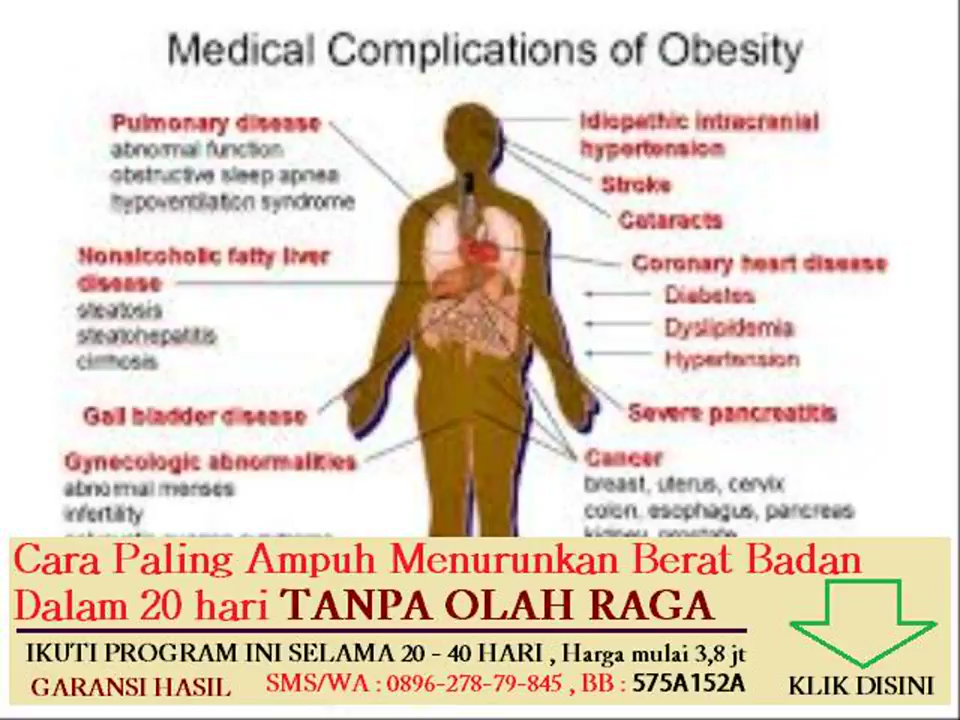 Medical Complications of Obesity
Pulmonary disease
abnormal function
obstructive sleep apnea
hypoventilation syndrome
Nonalcoholic fatty liver
disease
steatosis
steatohepatitis
cirrhosis
Gall bladder disease
Gynecologic abnormalities
abnormal menses
infertility
Idiopathic intracranial
hypertension
Stroke
Cataracts
Coronary heart disease
Diabetes
Dyslipidemia
Hypertension
Severe pancreatitis
Cancer
breast, uterus, cervix
colon, esophagus, pancreas
kidney, prostate
Cara Paling Ampuh Menurunkan Berat Badan
Dalam 20 hari TANPA OLAH RAGA
IKUTI PROGRAM INI SELAMA 20 - 40 HARI , Harga mulai 3,8 jt
GARANSI HASIL SMS/WA : 0896-278-79-845 , BB : 575A152A
KLIK DISINI